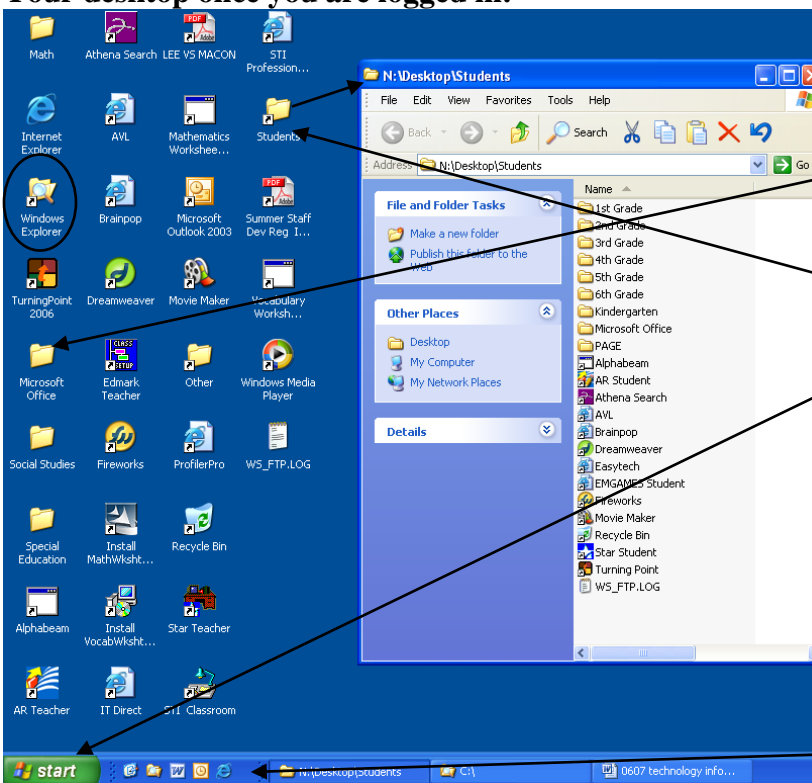 Your desktop once you are logged in:
Math
Athena Search
LEE VS MACON
STI
Profession...
Internet
Explorer
AVL
Mathematics
Workshee...
Students
Windows
Explorer
Brainpop
Microsoft
Outlook 2003
Summer Staff
Dev Reg I...
TurningPoint
2006
Dreamweaver
Movie Maker
Vocabulary
Worksh...
Microsoft
Office
CLASS
SETUP
Edmark
Teacher
Other
Windows Media
Player
Social Studies
Fireworks
ProfilerPro
WS_FTP.LOG
Special
Education
Install
MathWksht...
Recycle Bin
Alphabeam
Install
VocabWksht...
Star Teacher
AR Teacher
IT Direct
STI Classroom
N:\Desktop\Students
File Edit View Favorites Tools Help
Back Search
Address N:\Desktop\Students Go
File and Folder Tasks
Make a new folder
Publish this folder to the
Web
Other Places
Desktop
My Computer
My Network Places
Details
Name
1st Grade
2nd Grade
3rd Grade
4th Grade
5th Grade
6th Grade
Kindergarten
Microsoft Office
PAGE
Alphabeam
AR Student
Athena Search
AVL
Brainpop
Dreamweaver
Easytech
EMGAMES Student
Fireworks
Movie Maker
Recycle Bin
Star Student
Turning Point
WS_FTP.LOG
start
N:\Desktop\Students
C:\
0607 technology info...